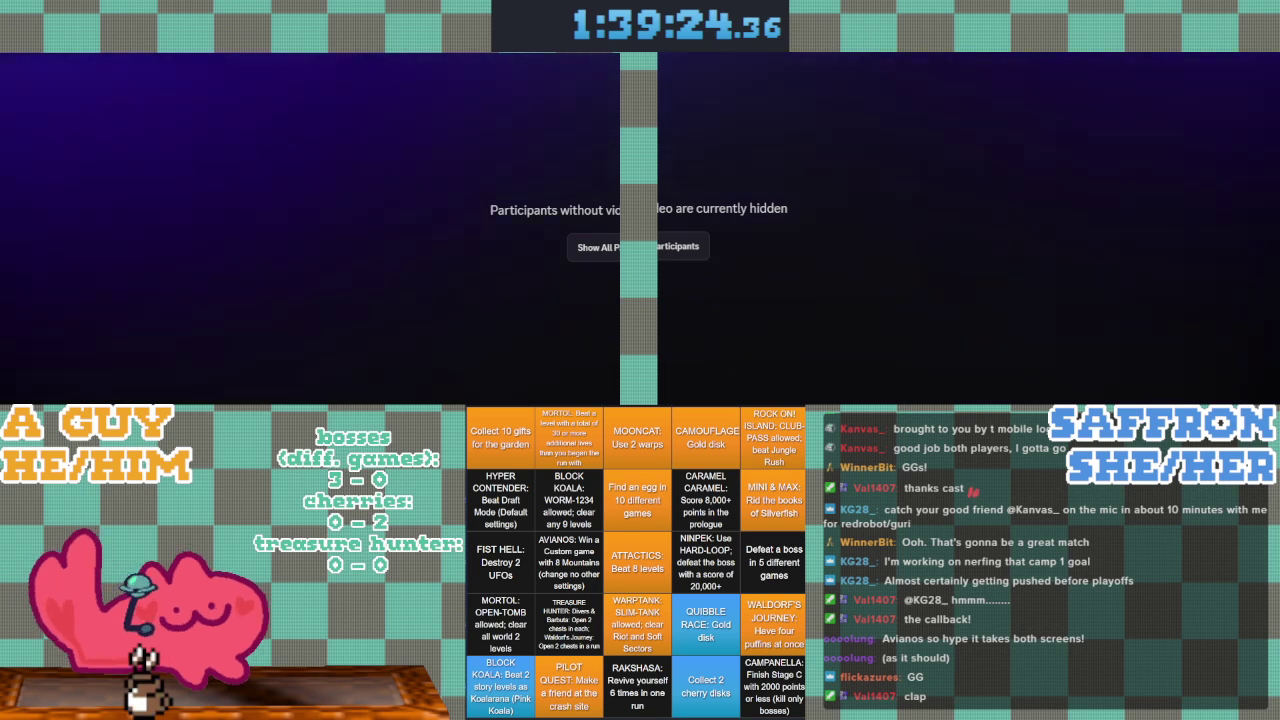 1:39:24.36
Participants without vid
eo are currently hidden
Show All P
articipants
A GUY
HE/HIM
bosses
(diff. games):
3 - 0
cherries:
0 - 2
treasure hunter:
0 - 0
Collect 10 gifts
for the garden
MORTOL: Beat a
level with a total of
30 or more
additional lives
than you began the
run with
MOONCAT:
Use 2 warps
CAMOUFLAGE:
Gold disk
ROCK ON!
ISLAND: CLUB-
PASS allowed;
beat Jungle
Rush
HYPER
CONTENDER:
Beat Draft
Mode (Default
settings)
BLOCK
KOALA:
WORM-1234
allowed; clear
any 9 levels
Find an egg in
10 different
games
CARAMEL
CARAMEL:
Score 8,000+
points in the
prologue
MINI & MAX:
Rid the books
of Silverfish
FIST HELL:
Destroy 2
UFOs
AVIANOS: Win a
Custom game
with 8 Mountains
(change no other
settings)
ATTACTICS:
Beat 8 levels
NINPEK: Use
HARD-LOOP;
defeat the boss
with a score of
20,000+
Defeat a boss
in 5 different
games
MORTOL:
OPEN-TOMB
allowed; clear
all world 2
levels
TREASURE
HUNTER: Divers &
Barbuta: Open 2
chests in each;
Waldorf's Journey:
Open 2 chests in a run
WARPTANK:
SLIM-TANK
allowed; clear
Rio! and Soft
Sectors
QUIBBLE
RACE: Gold
disk
WALDORF'S
JOURNEY:
Have four
puffins at once
BLOCK
KOALA: Beat 2
story levels as
Koalarana (Pink
Koala)
PILOT
QUEST: Make
a friend at the
crash site
RAKSHASA:
Revive yourself
6 times in one
run
Collect 2
cherry disks
CAMPANELLA:
Finish Stage C
with 2000 points
or less (kill only
bosses)
SAFFRON
SHE/HER
Kanvas_: brought to you by t mobile lo
Kanvas_: good job both players, I gotta go
WinnerBit: GGs!
Val1407: thanks cast
KG28_: catch your good friend @Kanvas_ on the mic in about 10 minutes with me
for redrobot/guri
WinnerBit: Ooh. That's gonna be a great match
KG28_: I'm working on nerfing that camp 1 goal
KG28_: Almost certainly getting pushed before playoffs
Val1407: @KG28_ hmmm........
Val1407: the callback!
oooolung: Avianos so hype it takes both screens!
oooolung: (as it should)
flickazures: GG
Val1407: clap